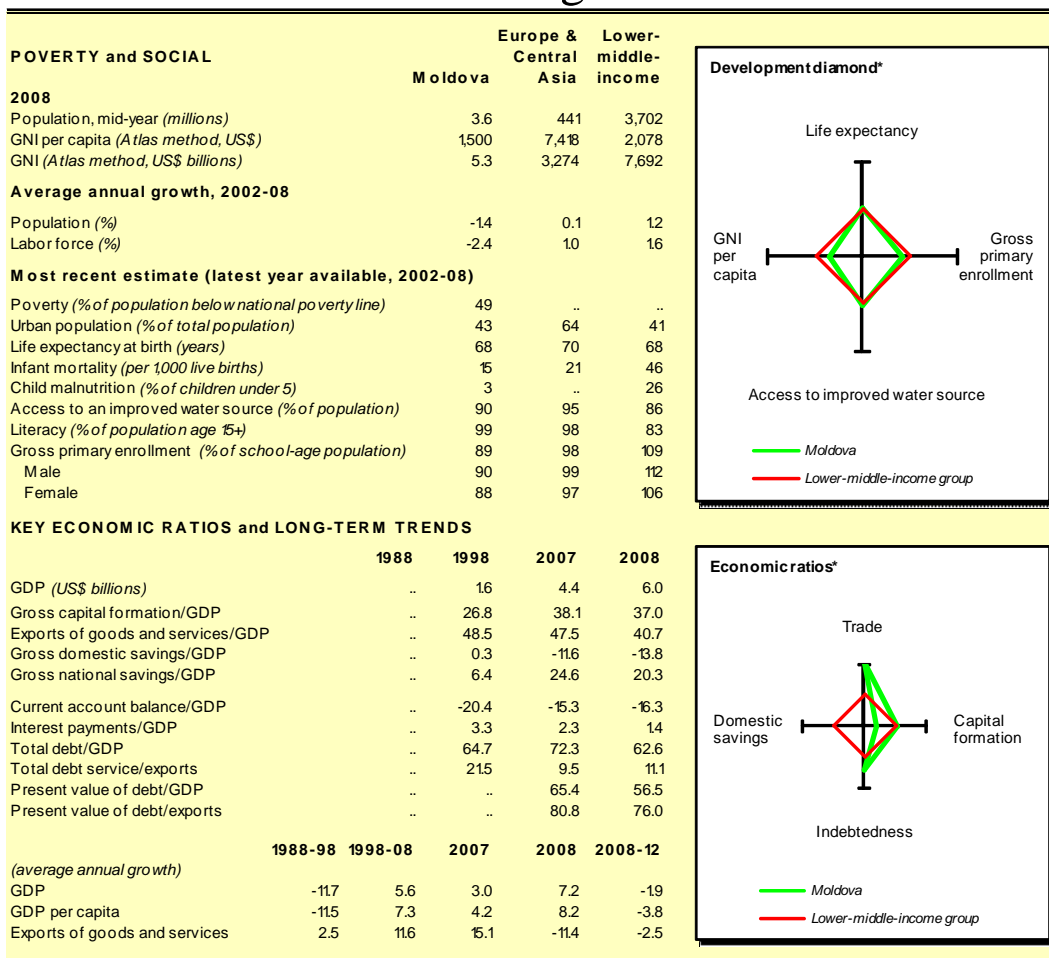 Europe & Lower-
POVERTY and SOCIAL Central middle-
Moldova Asia income
2008
Population, mid-year (millions) 3.6 441 3,702
GNI per capita (Atlas method, US$) 1,500 7,418 2,078
GNI (Atlas method, US$ billions) 5.3 3,274 7,692
Average annual growth, 2002-08
Population (%) -1.4 0.1 1.2
Labor force (%) -2.4 1.0 1.6
Most recent estimate (latest year available, 2002-08)
Poverty (% of population below national poverty line) 49 .. ..
Urban population (% of total population) 43 64 41
Life expectancy at birth (years) 68 70 68
Infant mortality (per 1,000 live births) 15 21 46
Child malnutrition (% of children under 5) 3 .. 26
Access to an improved water source (% of population) 90 95 86
Literacy (% of population age 15+) 99 98 83
Gross primary enrollment (% of school-age population) 89 98 109
Male 90 99 112
Female 88 97 106
Development diamond*
Life expectancy
GNI per capita
Gross primary enrollment
Access to improved water source
Moldova
Lower-middle-income group
KEY ECONOMIC RATIOS and LONG-TERM TRENDS
1988 1998 2007 2008
GDP (US$ billions) .. 1.6 4.4 6.0
Gross capital formation/GDP .. 26.8 38.1 37.0
Exports of goods and services/GDP .. 48.5 47.5 40.7
Gross domestic savings/GDP .. 0.3 -11.6 -13.8
Gross national savings/GDP .. 6.4 24.6 20.3
Current account balance/GDP .. -20.4 -15.3 -16.3
Interest payments/GDP .. 3.3 2.3 1.4
Total debt/GDP .. 64.7 72.3 62.6
Total debt service/exports .. 21.5 9.5 11.1
Present value of debt/GDP .. .. 65.4 56.5
Present value of debt/exports .. .. 80.8 76.0
1988-98 1998-08 2007 2008 2008-12
(average annual growth)
GDP -11.7 5.6 3.0 7.2 -1.9
GDP per capita -11.5 7.3 4.2 8.2 -3.8
Exports of goods and services 2.5 11.6 15.1 -11.4 -2.5
Economic ratios*
Trade
Domestic savings
Capital formation
Indebtedness
Moldova
Lower-middle-income group